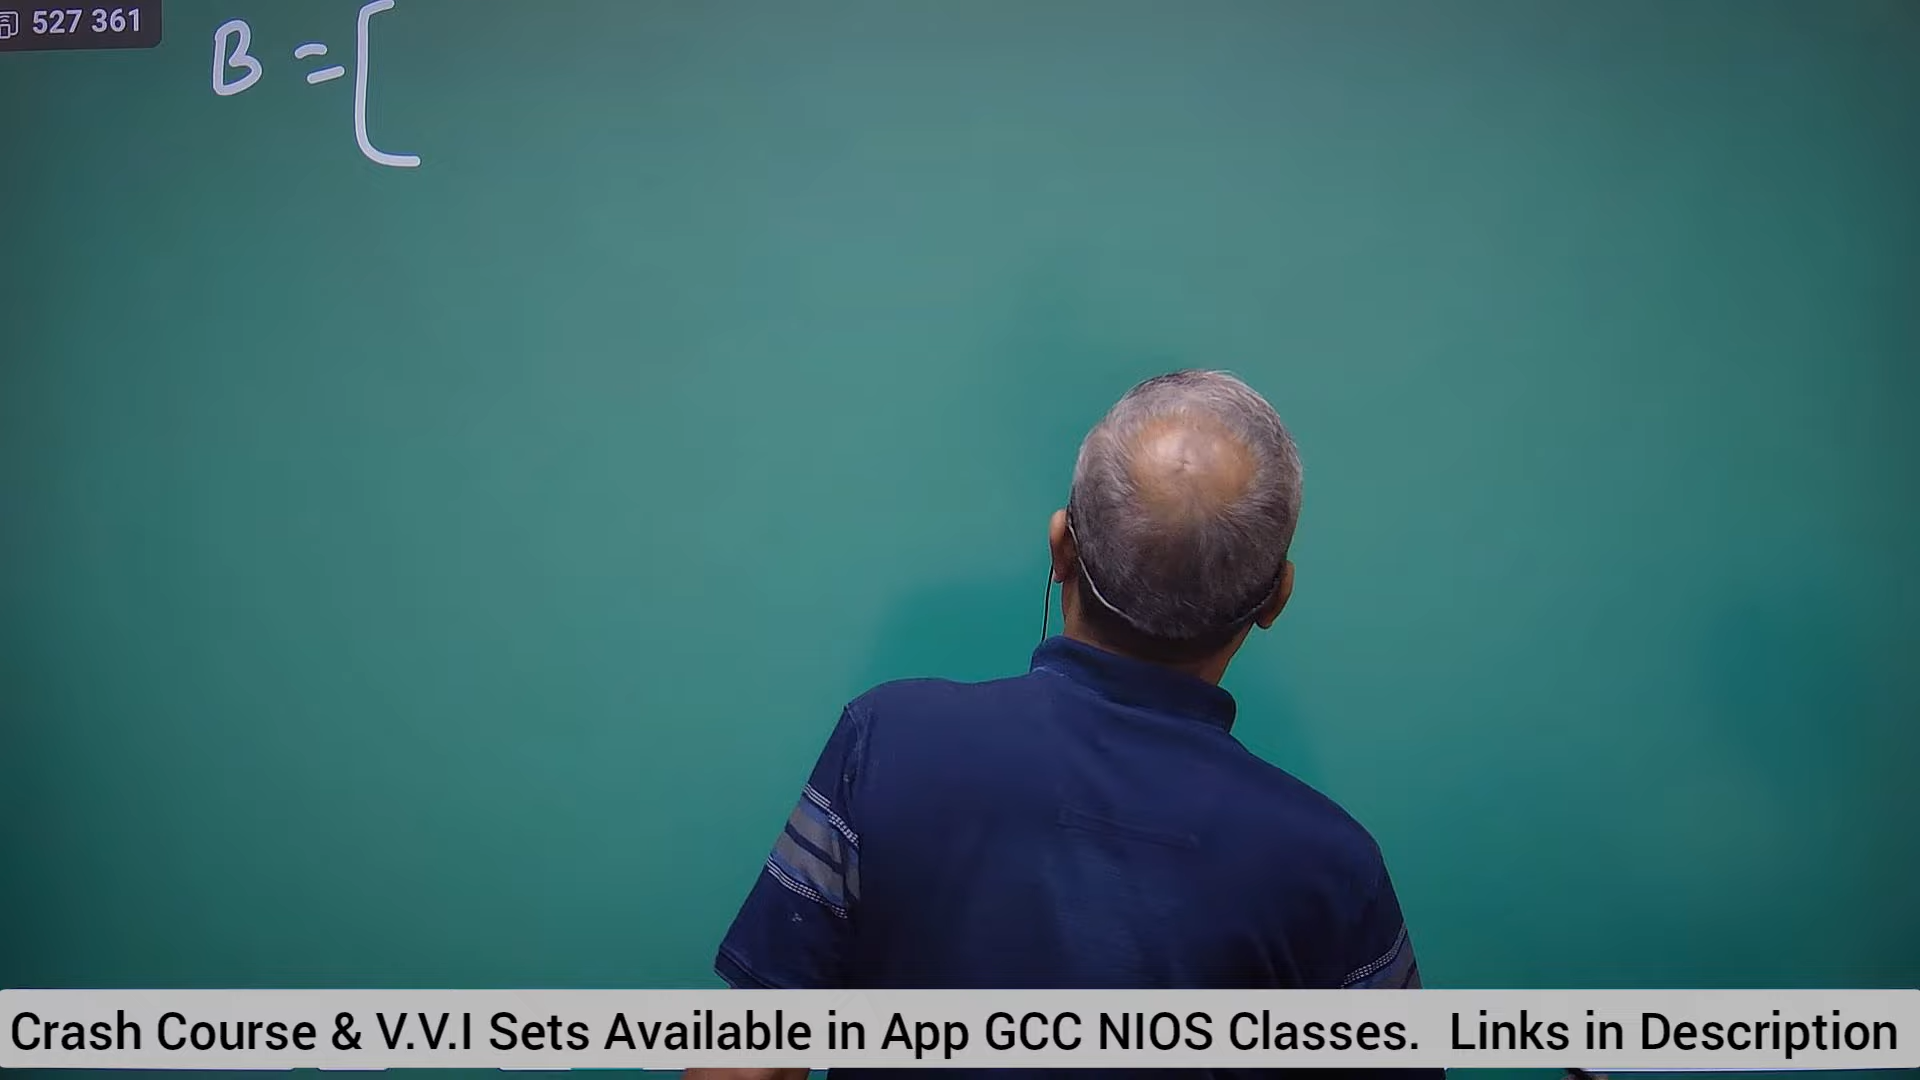 527 361
B = [
Crash Course & V.V.I Sets Available in App GCC NIOS Classes. Links in Description